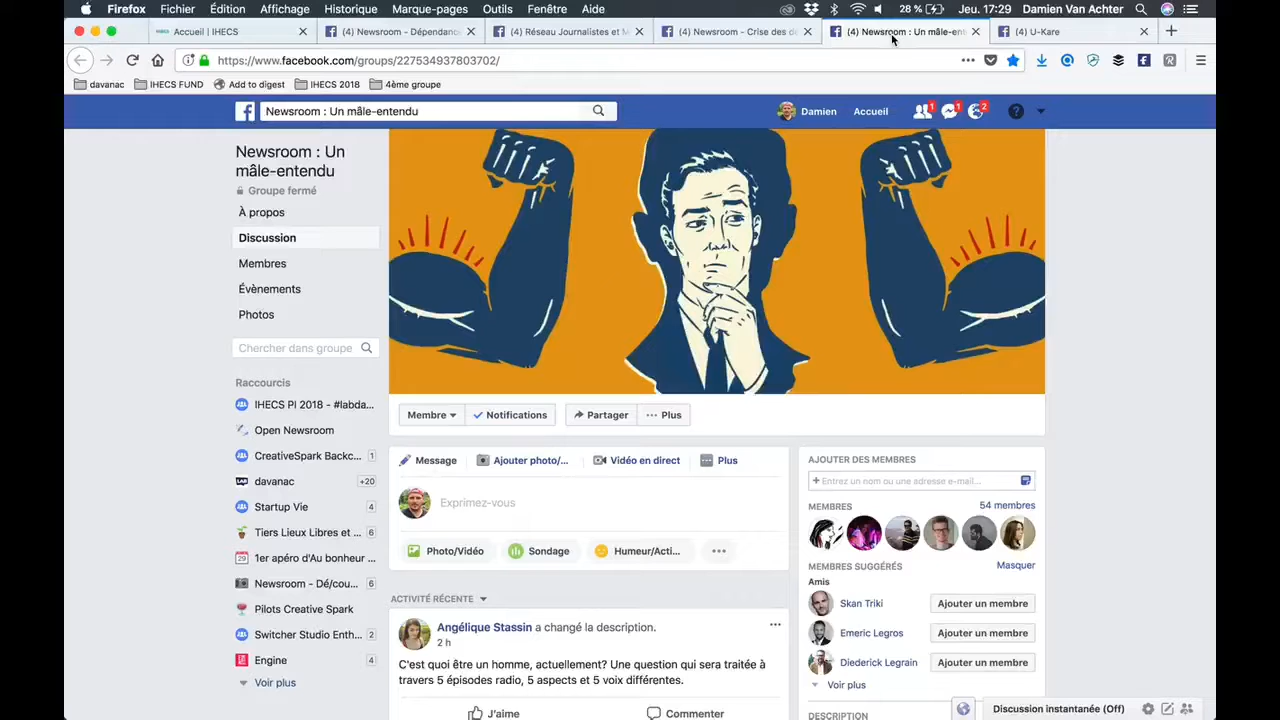 Firefox Fichier Édition Affichage Historique Marque-pages Outils Fenêtre Aide 28 % Jeu. 17:29 Damien Van Achter
Accueil | IHECS
(4) Newsroom - Dépendanc
(4) Réseau Journalistes et M
(4) Newsroom - Crise des d
(4) Newsroom : Un mâle-ent
(4) U-Kare
https://www.facebook.com/groups/227534937803702/
davanac IHECS FUND Add to digest IHECS 2018 4ème groupe
Newsroom : Un mâle-entendu
Damien Accueil 1 1 2
Newsroom : Un
mâle-entendu
Groupe fermé
À propos
Discussion
Membres
Évènements
Photos
Chercher dans groupe
Raccourcis
IHECS PI 2018 - #labda...
Open Newsroom
CreativeSpark Backc... 1
davanac +20
Startup Vie 4
Tiers Lieux Libres et ... 6
1er apéro d'Au bonheur ...
Newsroom - Dé/cou... 6
Pilots Creative Spark
Switcher Studio Enth... 2
Engine 4
Voir plus
Membre Notifications Partager Plus
Message Ajouter photo/... Vidéo en direct Plus
Exprimez-vous
Photo/Vidéo Sondage Humeur/Acti...
ACTIVITÉ RÉCENTE
Angélique Stassin a changé la description.
2 h
C'est quoi être un homme, actuellement? Une question qui sera traitée à
travers 5 épisodes radio, 5 aspects et 5 voix différentes.
J'aime Commenter
AJOUTER DES MEMBRES
+ Entrez un nom ou une adresse e-mail...
MEMBRES 54 membres
MEMBRES SUGGÉRÉS Masquer
Amis
Skan Triki Ajouter un membre
Emeric Legros Ajouter un membre
Diederick Legrain Ajouter un membre
Voir plus
DESCRIPTION
Discussion instantanée (Off)